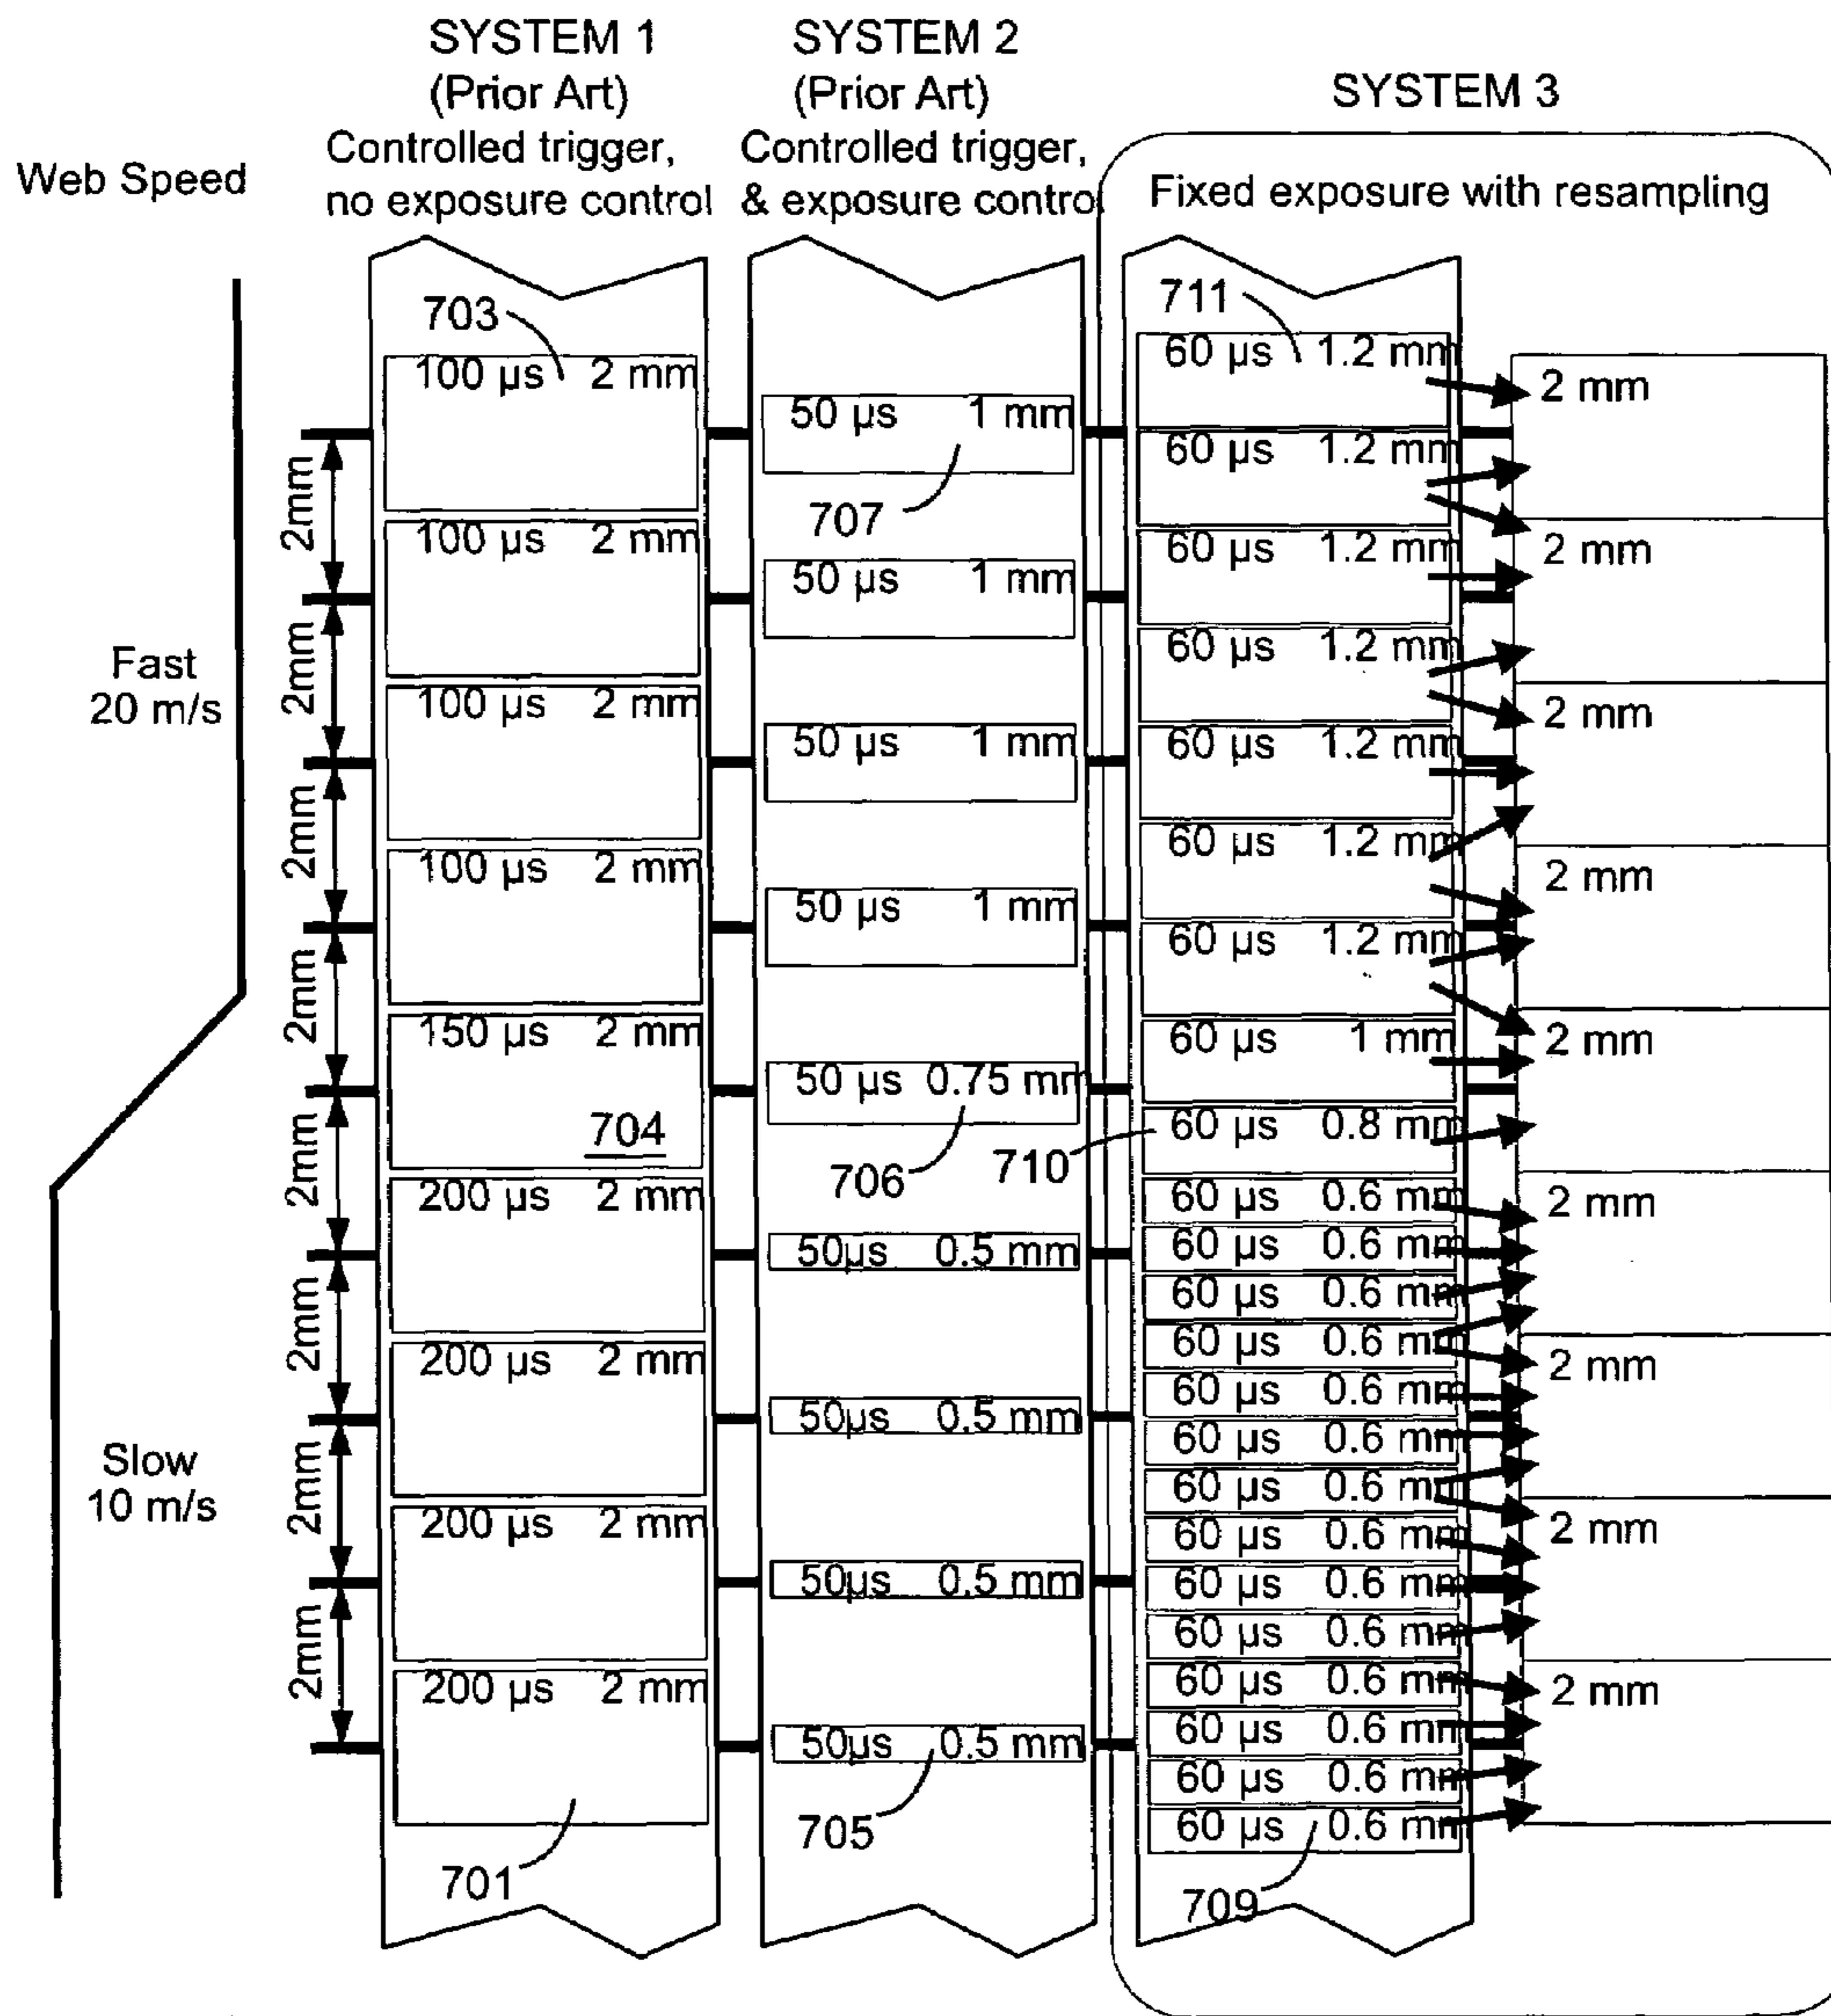 SYSTEM 1
(Prior Art)
Controlled trigger,
no exposure control
SYSTEM 2
(Prior Art)
Controlled trigger,
& exposure control
SYSTEM 3
Fixed exposure with resampling
Web Speed
Fast
20 m/s
Slow
10 m/s
2mm
2mm
2mm
2mm
2mm
2mm
2mm
2mm
703
100 µs 2 mm
100 µs 2 mm
100 µs 2 mm
100 µs 2 mm
150 µs 2 mm
704
200 µs 2 mm
200 µs 2 mm
200 µs 2 mm
200 µs 2 mm
701
50 µs 1 mm
707
50 µs 1 mm
50 µs 1 mm
50 µs 1 mm
50 µs 0.75 mm
706
50µs 0.5 mm
50µs 0.5 mm
50µs 0.5 mm
50µs 0.5 mm
705
711
60 µs 1.2 mm
60 µs 1.2 mm
60 µs 1.2 mm
60 µs 1.2 mm
60 µs 1.2 mm
60 µs 1.2 mm
60 µs 1.2 mm
60 µs 1 mm
710
60 µs 0.8 mm
60 µs 0.6 mm
60 µs 0.6 mm
60 µs 0.6 mm
60 µs 0.6 mm
60 µs 0.6 mm
60 µs 0.6 mm
60 µs 0.6 mm
60 µs 0.6 mm
60 µs 0.6 mm
60 µs 0.6 mm
60 µs 0.6 mm
60 µs 0.6 mm
60 µs 0.6 mm
60 µs 0.6 mm
709
2 mm
2 mm
2 mm
2 mm
2 mm
2 mm
2 mm
2 mm
2 mm